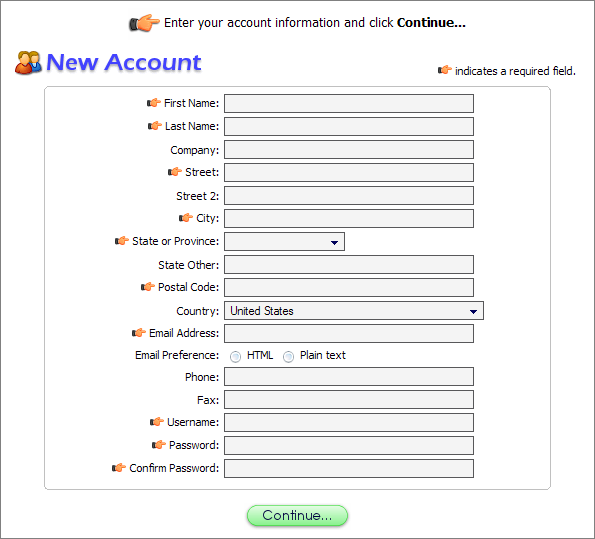 Enter your account information and click Continue...
New Account
indicates a required field.
First Name:
Last Name:
Company:
Street:
Street 2:
City:
State or Province:
State Other:
Postal Code:
Country: United States
Email Address:
Email Preference: HTML Plain text
Phone:
Fax:
Username:
Password:
Confirm Password:
Continue...